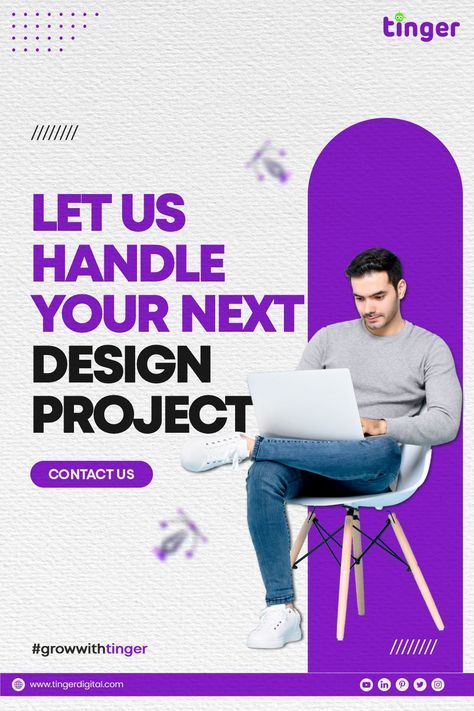 tinger
LET US
HANDLE
YOUR NEXT
DESIGN
PROJECT
CONTACT US
#growwithtinger
www.tingerdigital.com